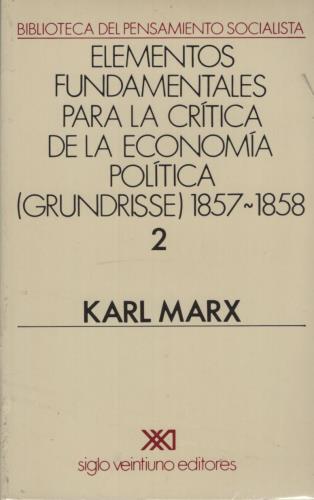 BIBLIOTECA DEL PENSAMIENTO SOCIALISTA
ELEMENTOS
FUNDAMENTALES
PARA LA CRÍTICA
DE LA ECONOMÍA
POLÍTICA
(GRUNDRISSE) 1857~1858
2
KARL MARX
XXI
siglo veintiuno editores